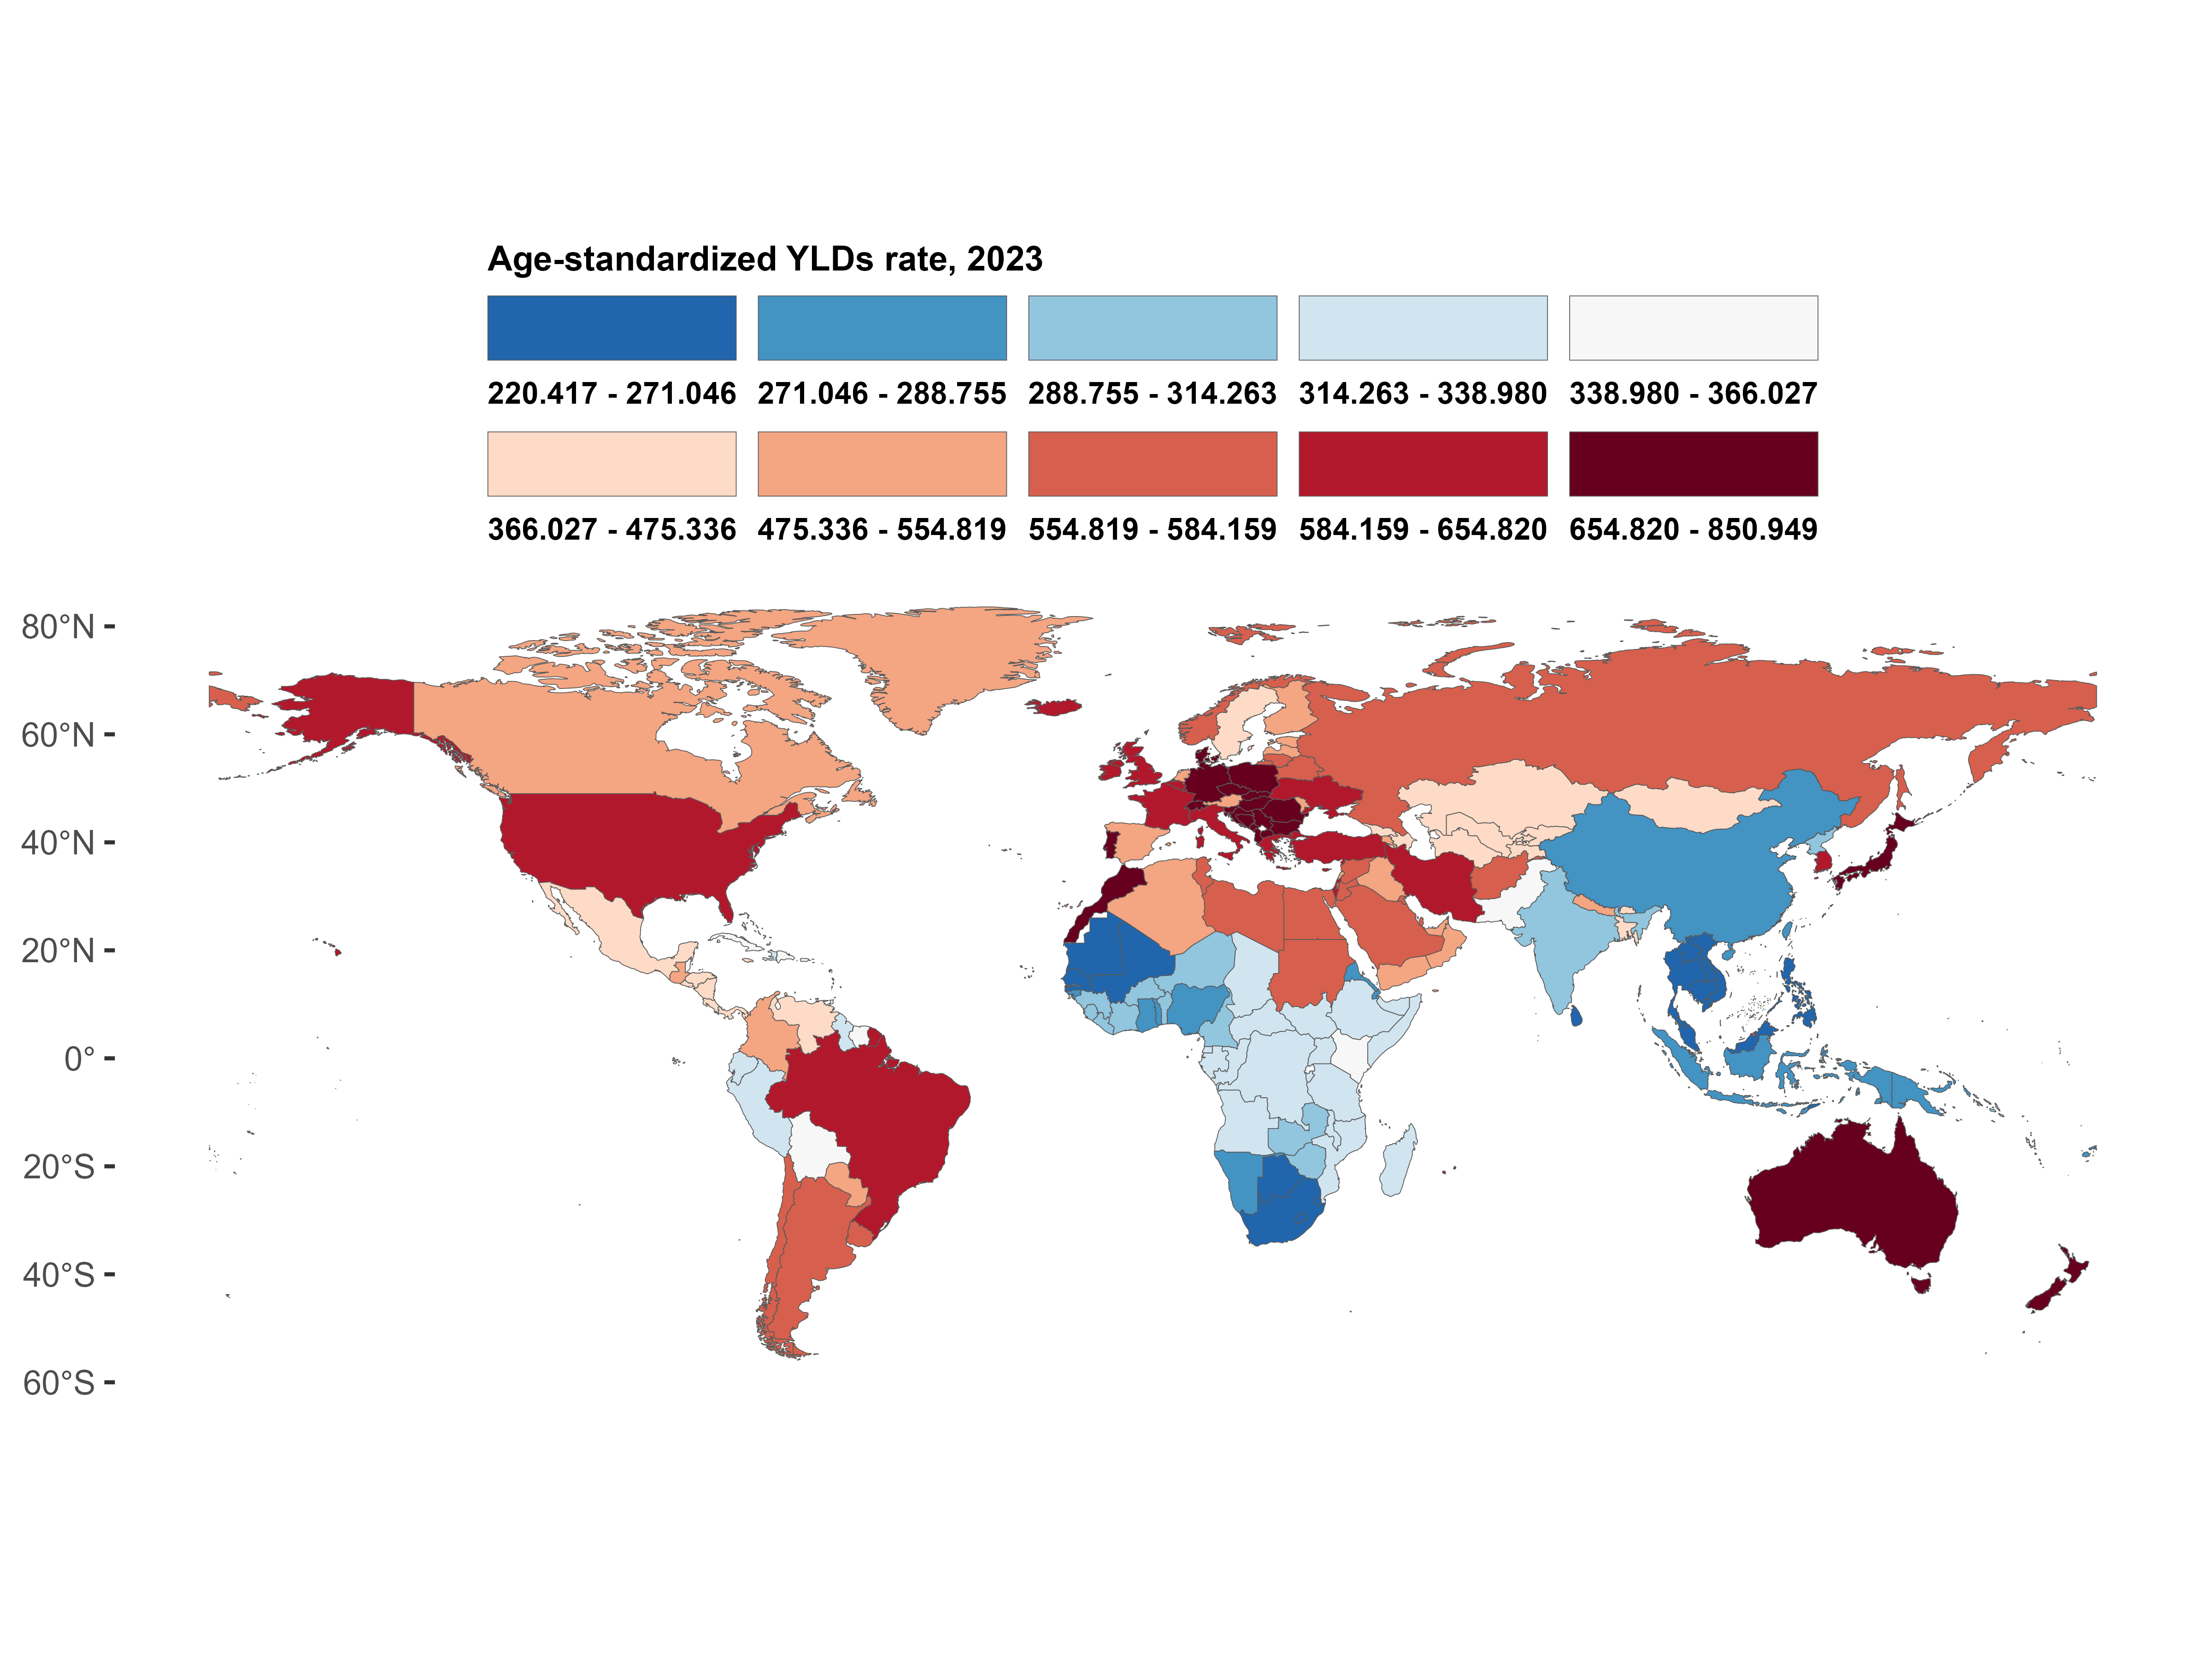 Age-standardized YLDs rate, 2023
220.417 - 271.046 271.046 - 288.755 288.755 - 314.263 314.263 - 338.980 338.980 - 366.027
366.027 - 475.336 475.336 - 554.819 554.819 - 584.159 584.159 - 654.820 654.820 - 850.949
80°N
60°N
40°N
20°N
0°
20°S
40°S
60°S